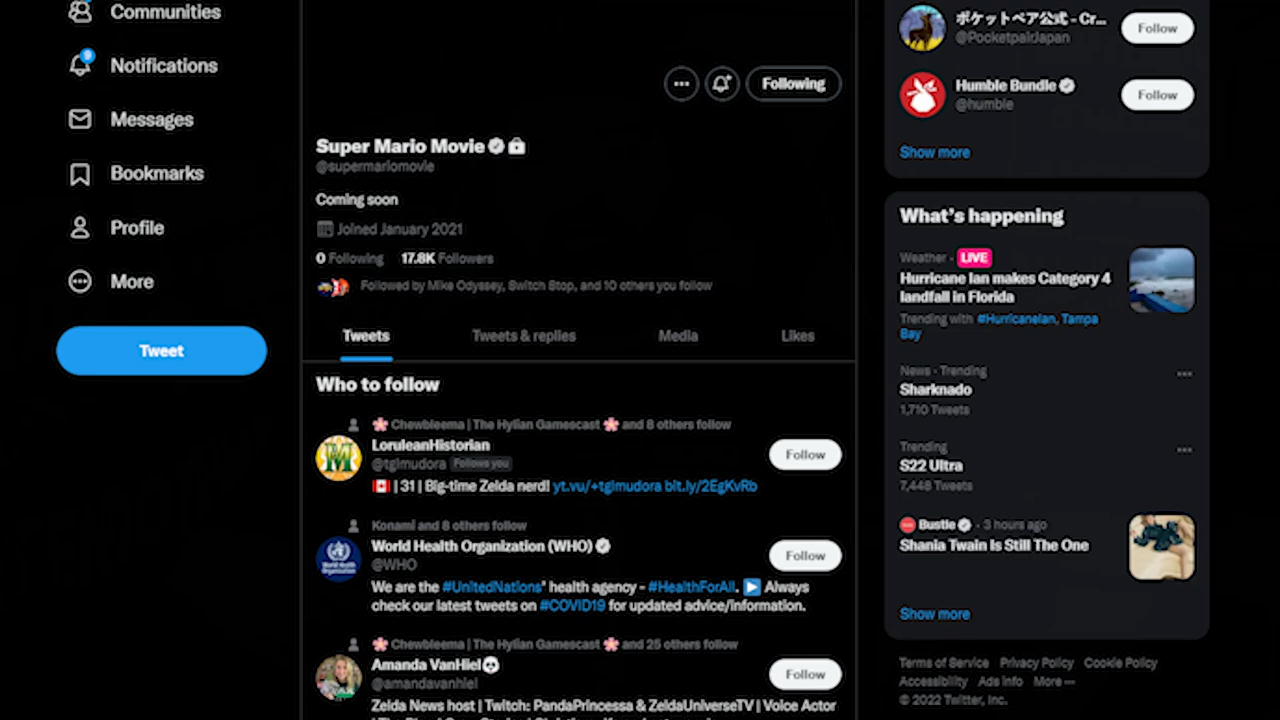 Communities
9
Notifications
Messages
Bookmarks
Profile
More
Tweet
Following
Super Mario Movie
@supermariomovie
Coming soon
Joined January 2021
0 Following 17.8K Followers
Followed by Mike Odyssey, Switch Stop, and 10 others you follow
Tweets Tweets & replies Media Likes
Who to follow
🌸 Chewbleema | The Hylian Gamescast 🌸 and 8 others follow
LoruleanHistorian
@tglmudora Follows you
Follow
🇨🇦 | 31 | Big-time Zelda nerd! yt.vu/+tglmudora bit.ly/2EgKvRb
Konami and 8 others follow
World Health Organization (WHO)
@WHO
Follow
We are the #UnitedNations' health agency - #HealthForAll. ▶️ Always
check our latest tweets on #COVID19 for updated advice/information.
🌸 Chewbleema | The Hylian Gamescast 🌸 and 25 others follow
Amanda VanHiel
@amandavanhiel
Follow
Zelda News host | Twitch: PandaPrincessa & ZeldaUniverseTV | Voice Actor
ポケットペア公式 - Cr...
@PocketpairJapan
Follow
Humble Bundle
@humble
Follow
Show more
What's happening
Weather · LIVE
Hurricane Ian makes Category 4
landfall in Florida
Trending with #HurricaneIan, Tampa
Bay
News · Trending
Sharknado
1,710 Tweets
Trending
S22 Ultra
7,448 Tweets
Bustle · 3 hours ago
Shania Twain Is Still The One
Show more
Terms of Service Privacy Policy Cookie Policy
Accessibility Ads info More ···
© 2022 Twitter, Inc.